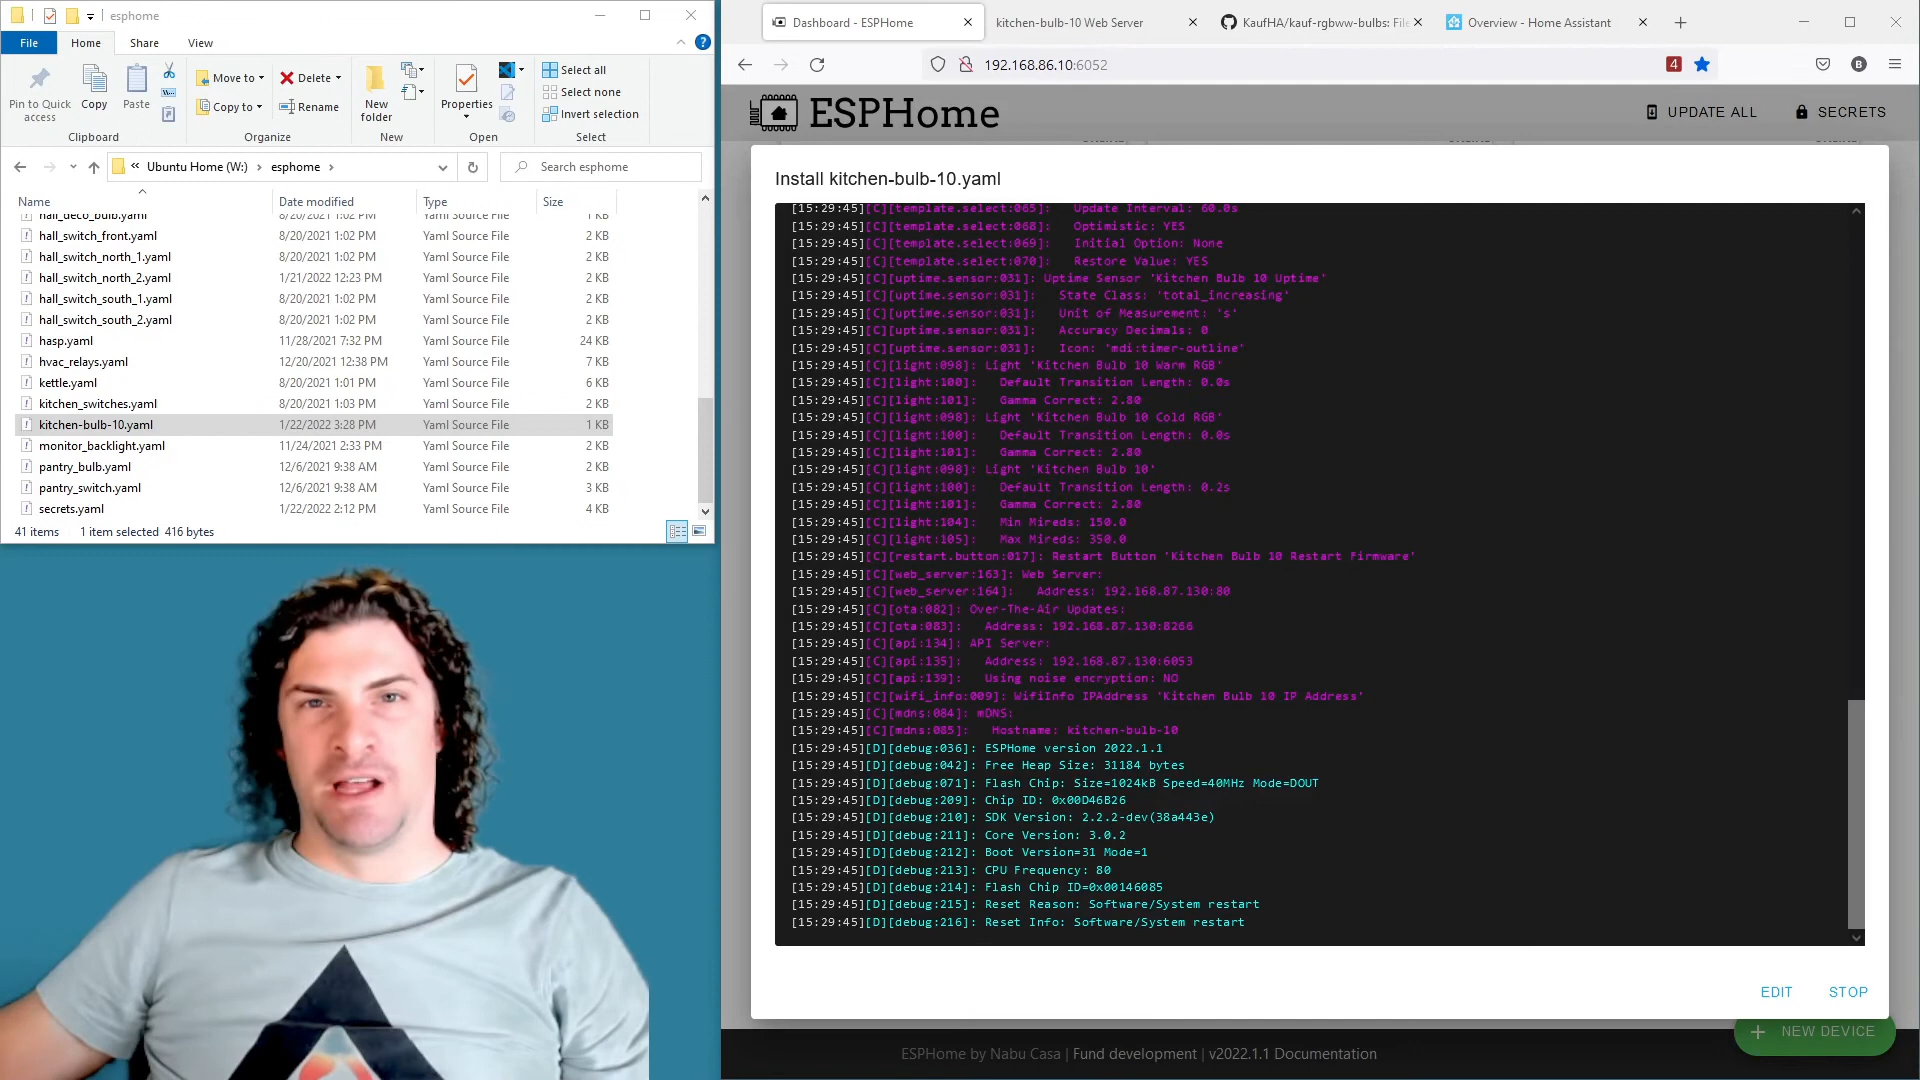 esphome
File
Home
Share
View
Pin to Quick
access
Copy
Paste
Move to
Copy to
Delete
Rename
New
folder
Properties
Select all
Select none
Invert selection
Clipboard
Organize
New
Open
Select
« Ubuntu Home (W:) > esphome >
Search esphome
Name Date modified Type Size
hall_deco_bulb.yaml 8/20/2021 1:02 PM Yaml Source File 1 KB
hall_switch_front.yaml 8/20/2021 1:02 PM Yaml Source File 2 KB
hall_switch_north_1.yaml 8/20/2021 1:02 PM Yaml Source File 2 KB
hall_switch_north_2.yaml 1/21/2022 12:23 PM Yaml Source File 2 KB
hall_switch_south_1.yaml 8/20/2021 1:02 PM Yaml Source File 2 KB
hall_switch_south_2.yaml 8/20/2021 1:02 PM Yaml Source File 2 KB
hasp.yaml 11/28/2021 7:32 PM Yaml Source File 24 KB
hvac_relays.yaml 12/20/2021 12:38 PM Yaml Source File 7 KB
kettle.yaml 8/20/2021 1:01 PM Yaml Source File 6 KB
kitchen_switches.yaml 8/20/2021 1:03 PM Yaml Source File 2 KB
kitchen-bulb-10.yaml 1/22/2022 3:28 PM Yaml Source File 1 KB
monitor_backlight.yaml 11/24/2021 2:33 PM Yaml Source File 2 KB
pantry_bulb.yaml 12/6/2021 9:38 AM Yaml Source File 2 KB
pantry_switch.yaml 12/6/2021 9:38 AM Yaml Source File 3 KB
secrets.yaml 1/22/2022 2:12 PM Yaml Source File 4 KB
41 items 1 item selected 416 bytes
Dashboard - ESPHome
kitchen-bulb-10 Web Server
KaufHA/kauf-rgbww-bulbs: File
Overview - Home Assistant
192.168.86.10:6052
4
B
ESPHome
UPDATE ALL
SECRETS
Install kitchen-bulb-10.yaml
[15:29:45][C][template.select:065]: Update Interval: 60.0s
[15:29:45][C][template.select:068]: Optimistic: YES
[15:29:45][C][template.select:069]: Initial Option: None
[15:29:45][C][template.select:070]: Restore Value: YES
[15:29:45][C][uptime.sensor:031]: Uptime Sensor 'Kitchen Bulb 10 Uptime'
[15:29:45][C][uptime.sensor:031]: State Class: 'total_increasing'
[15:29:45][C][uptime.sensor:031]: Unit of Measurement: 's'
[15:29:45][C][uptime.sensor:031]: Accuracy Decimals: 0
[15:29:45][C][uptime.sensor:031]: Icon: 'mdi:timer-outline'
[15:29:45][C][light:098]: Light 'Kitchen Bulb 10 Warm RGB'
[15:29:45][C][light:100]: Default Transition Length: 0.0s
[15:29:45][C][light:101]: Gamma Correct: 2.80
[15:29:45][C][light:098]: Light 'Kitchen Bulb 10 Cold RGB'
[15:29:45][C][light:100]: Default Transition Length: 0.0s
[15:29:45][C][light:101]: Gamma Correct: 2.80
[15:29:45][C][light:098]: Light 'Kitchen Bulb 10'
[15:29:45][C][light:100]: Default Transition Length: 0.2s
[15:29:45][C][light:101]: Gamma Correct: 2.80
[15:29:45][C][light:104]: Min Mireds: 150.0
[15:29:45][C][light:105]: Max Mireds: 350.0
[15:29:45][C][restart.button:017]: Restart Button 'Kitchen Bulb 10 Restart Firmware'
[15:29:45][C][web_server:163]: Web Server:
[15:29:45][C][web_server:164]: Address: 192.168.87.130:80
[15:29:45][C][ota:082]: Over-The-Air Updates:
[15:29:45][C][ota:083]: Address: 192.168.87.130:8266
[15:29:45][C][api:134]: API Server:
[15:29:45][C][api:135]: Address: 192.168.87.130:6053
[15:29:45][C][api:139]: Using noise encryption: NO
[15:29:45][C][wifi_info:009]: WifiInfo IPAddress 'Kitchen Bulb 10 IP Address'
[15:29:45][C][mdns:084]: mDNS:
[15:29:45][C][mdns:085]: Hostname: kitchen-bulb-10
[15:29:45][D][debug:036]: ESPHome version 2022.1.1
[15:29:45][D][debug:042]: Free Heap Size: 31184 bytes
[15:29:45][D][debug:071]: Flash Chip: Size=1024kB Speed=40MHz Mode=DOUT
[15:29:45][D][debug:209]: Chip ID: 0x00D46B26
[15:29:45][D][debug:210]: SDK Version: 2.2.2-dev(38a443e)
[15:29:45][D][debug:211]: Core Version: 3.0.2
[15:29:45][D][debug:212]: Boot Version=31 Mode=1
[15:29:45][D][debug:213]: CPU Frequency: 80
[15:29:45][D][debug:214]: Flash Chip ID=0x00146085
[15:29:45][D][debug:215]: Reset Reason: Software/System restart
[15:29:45][D][debug:216]: Reset Info: Software/System restart
EDIT
STOP
NEW DEVICE
ESPHome by Nabu Casa | Fund development | v2022.1.1 Documentation